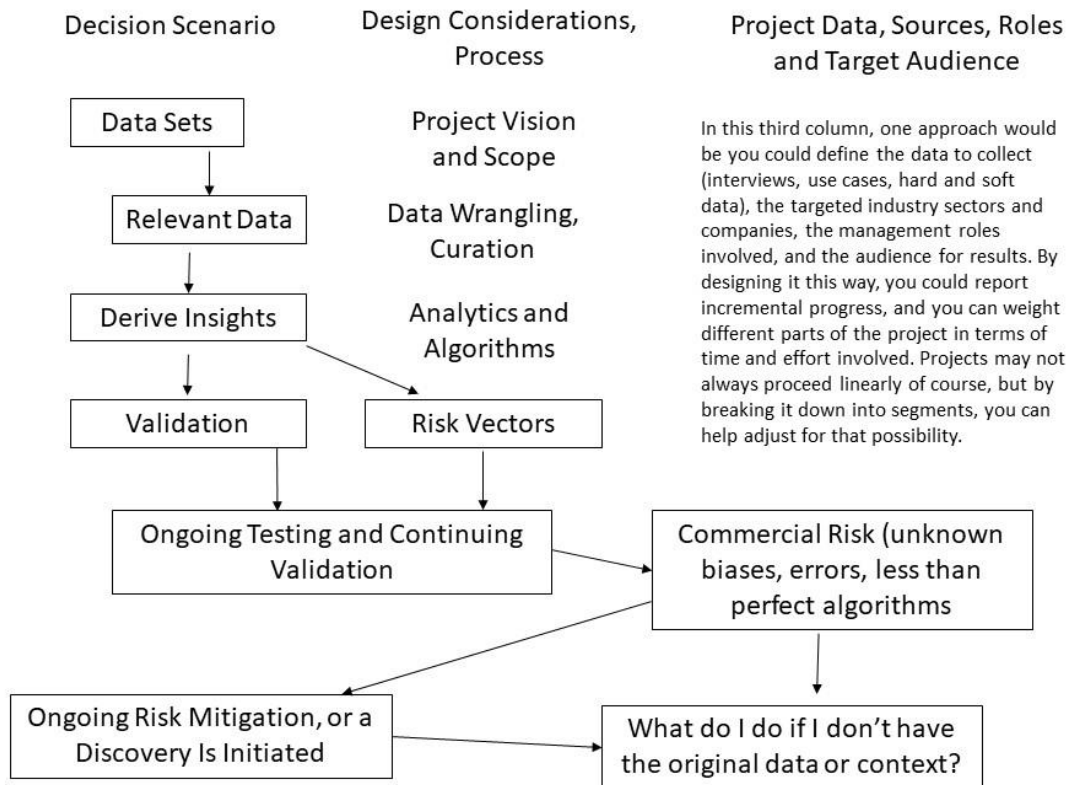 Decision Scenario
Design Considerations,
Process
Project Data, Sources, Roles
and Target Audience
Data Sets
Project Vision
and Scope
In this third column, one approach would
be you could define the data to collect
(interviews, use cases, hard and soft
data), the targeted industry sectors and
companies, the management roles
involved, and the audience for results. By
designing it this way, you could report
incremental progress, and you can weight
different parts of the project in terms of
time and effort involved. Projects may not
always proceed linearly of course, but by
breaking it down into segments, you can
help adjust for that possibility.
Relevant Data
Data Wrangling,
Curation
Derive Insights
Analytics and
Algorithms
Validation
Risk Vectors
Ongoing Testing and Continuing
Validation
Commercial Risk (unknown
biases, errors, less than
perfect algorithms
Ongoing Risk Mitigation, or a
Discovery Is Initiated
What do I do if I don’t have
the original data or context?